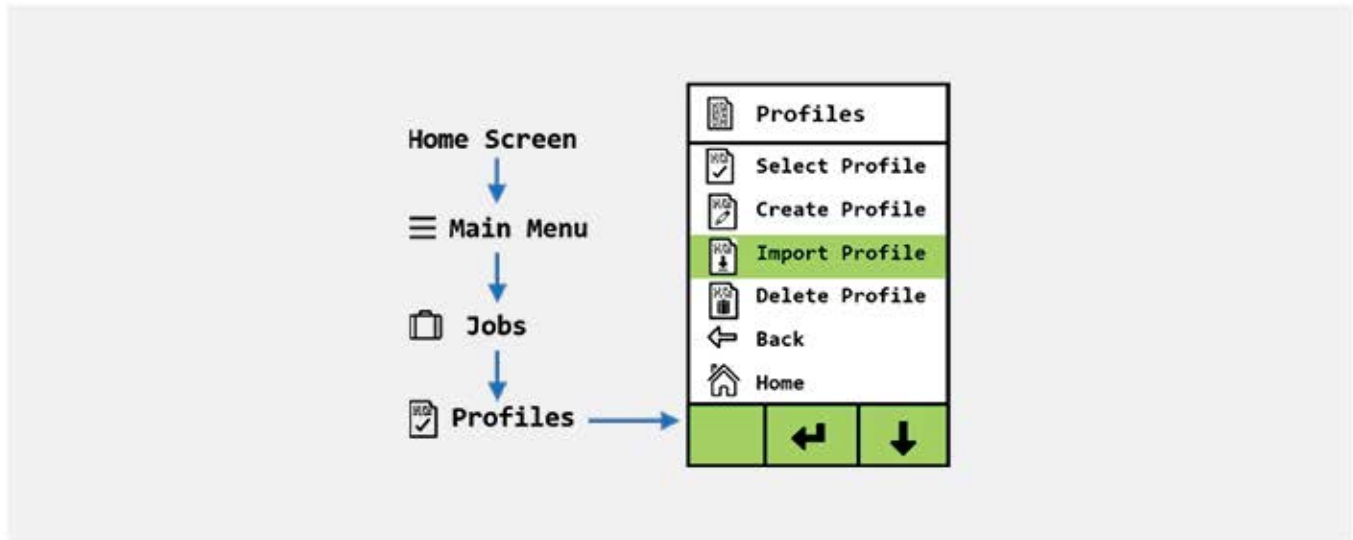 Home Screen
Main Menu
Jobs
Profiles
Profiles
Select Profile
Create Profile
Import Profile
Delete Profile
Back
Home